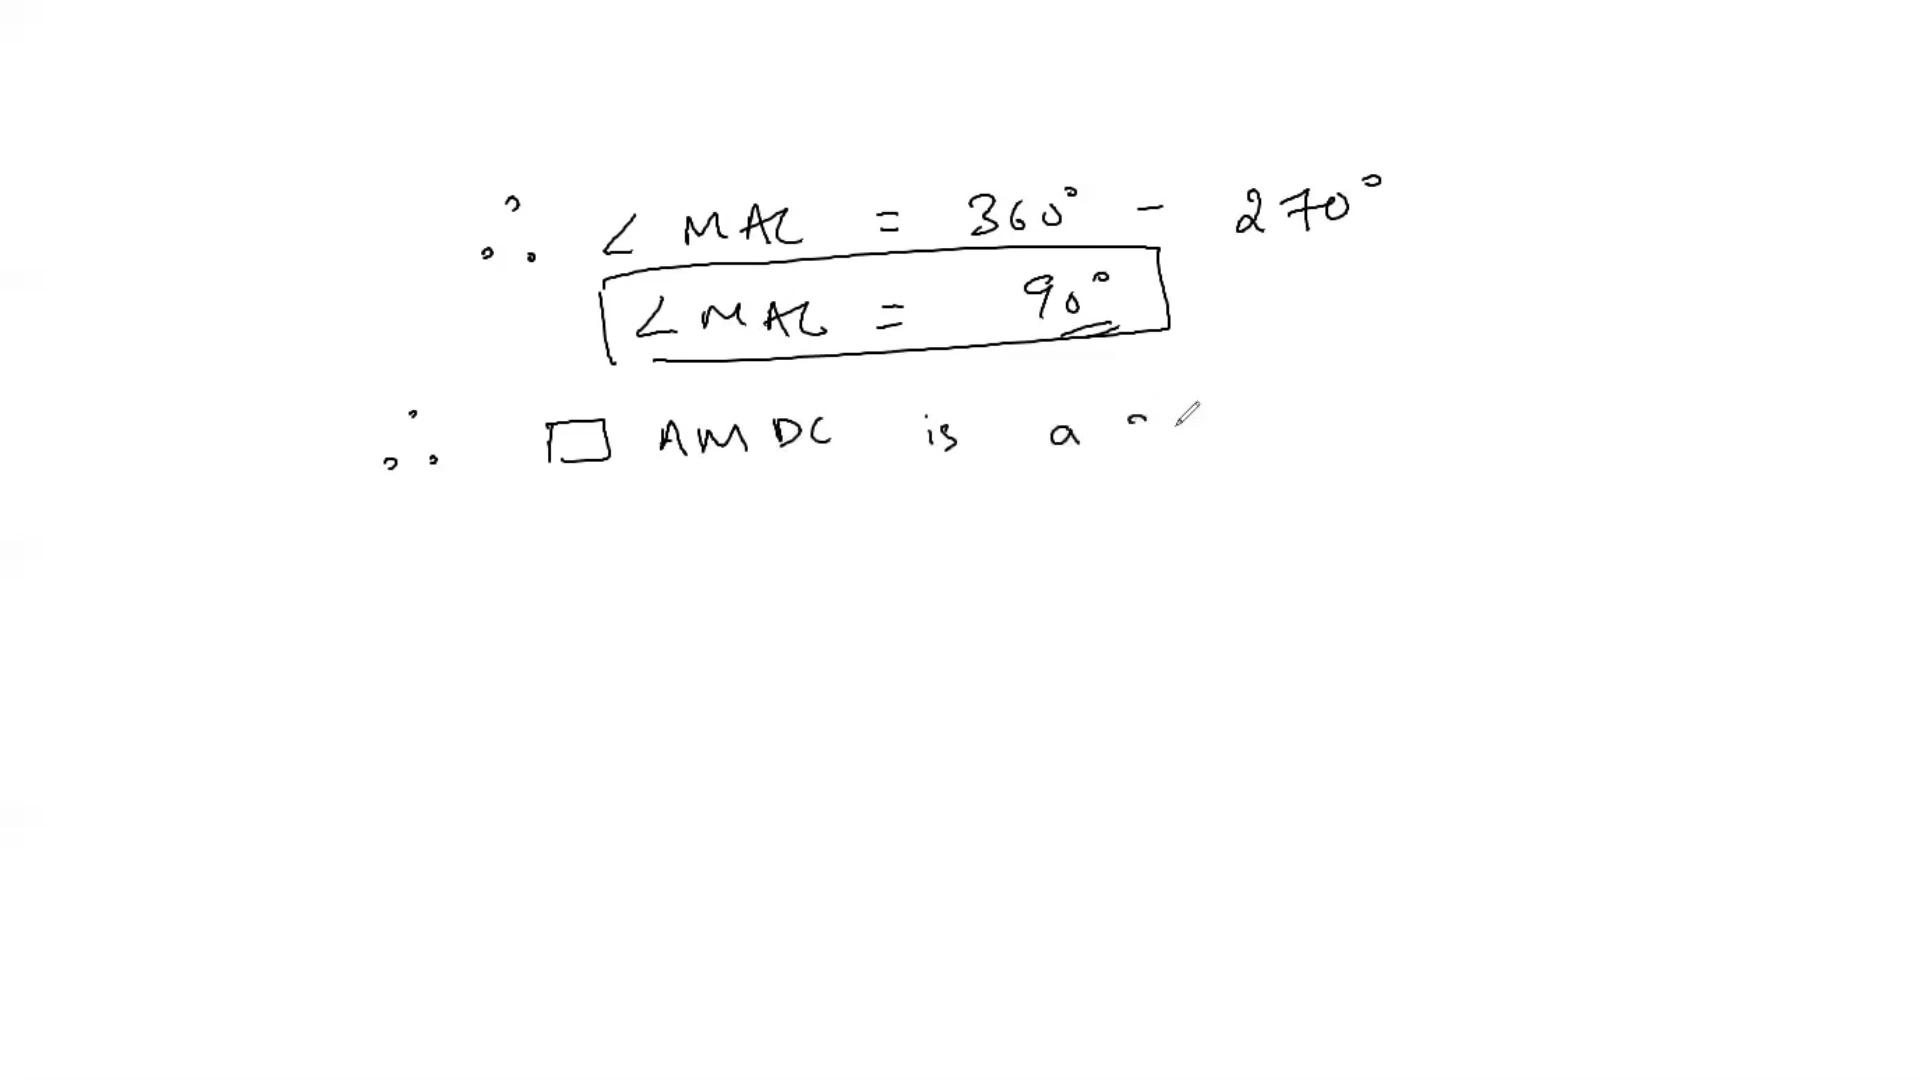 ∴ ∠ MAC = 360° - 270°
∠ MAC = 90°
∴ □ AMDC is a